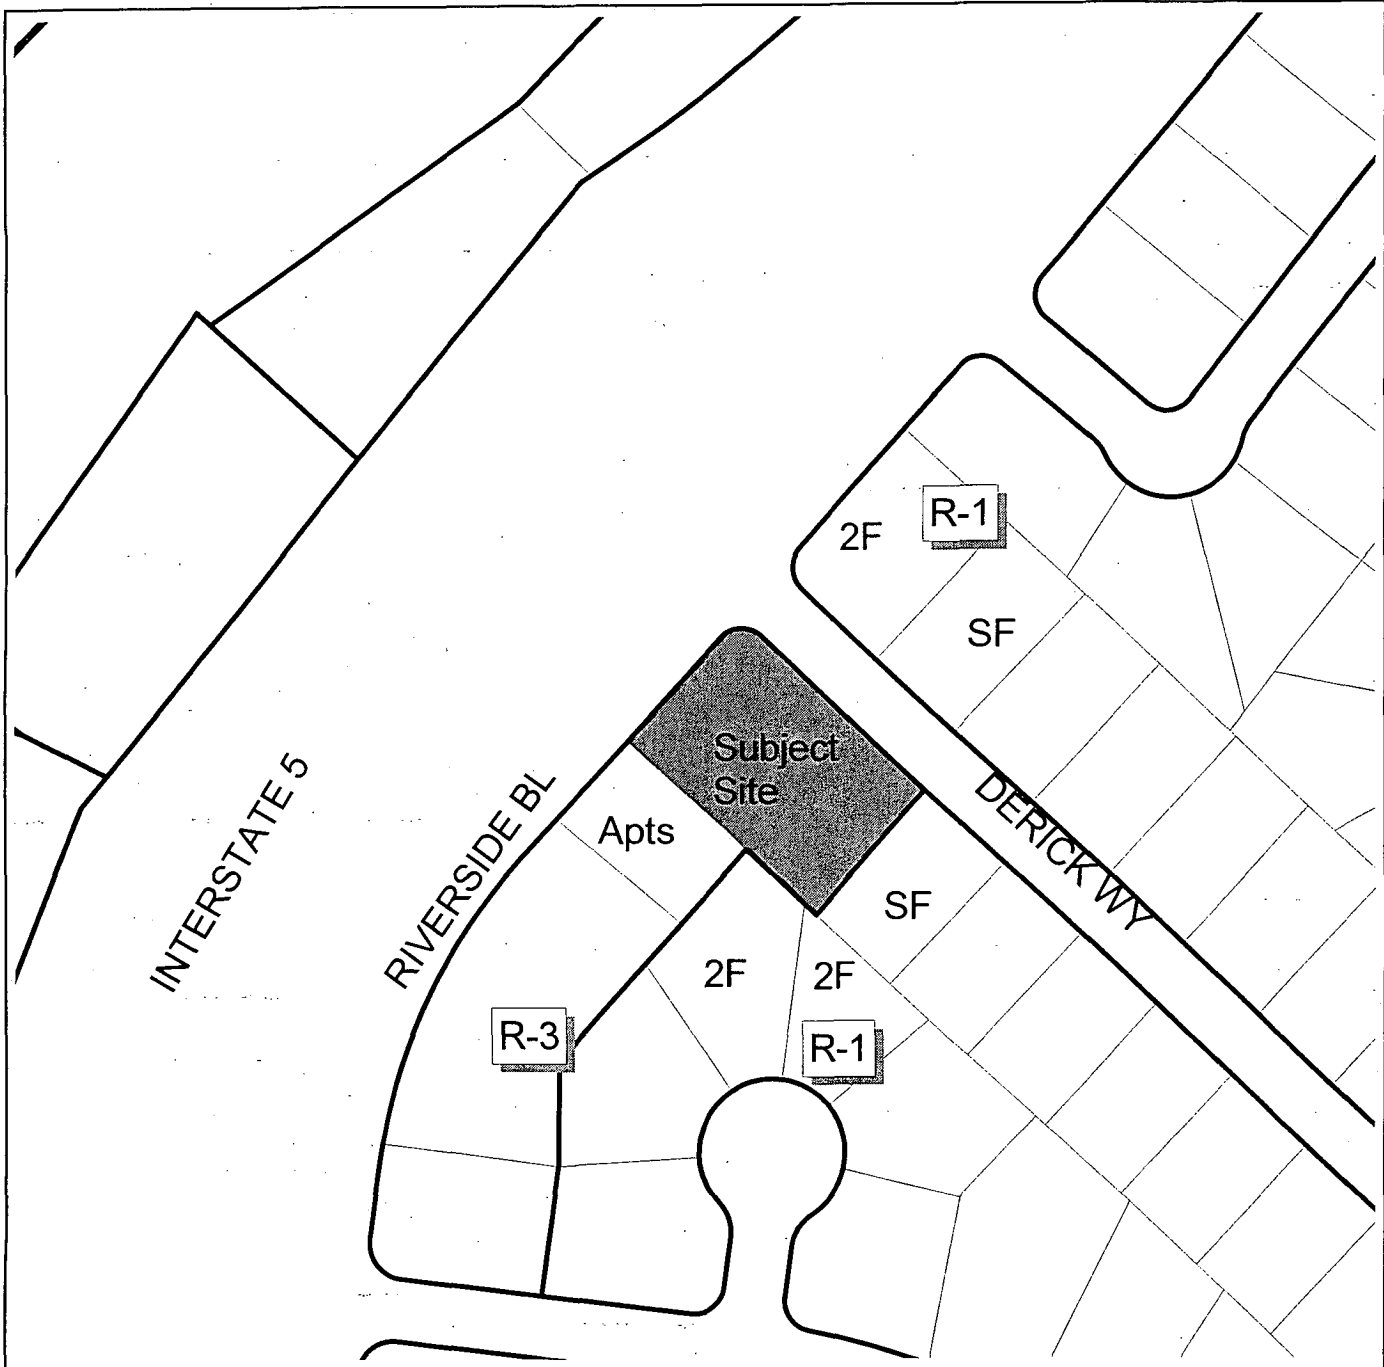 R-1
2F
SF
Subject
Site
INTERSTATE 5
RIVERSIDE BL
Apts
DERICK WY
SF
2F
2F
R-3
R-1